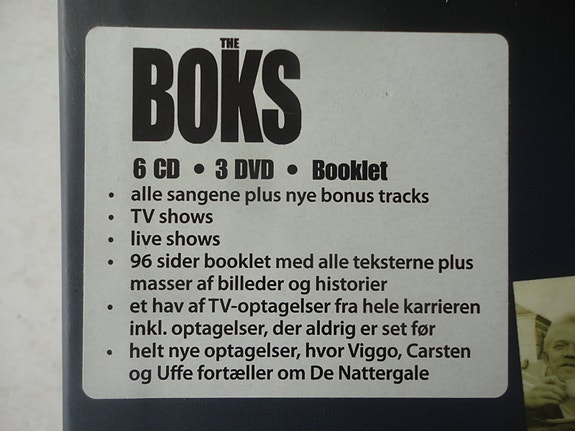 THE
BOKS
6 CD • 3 DVD • Booklet
• alle sangene plus nye bonus tracks
• TV shows
• live shows
• 96 sider booklet med alle teksterne plus
masser af billeder og historier
• et hav af TV-optagelser fra hele karrieren
inkl. optagelser, der aldrig er set før
• helt nye optagelser, hvor Viggo, Carsten
og Uffe fortæller om De Nattergale